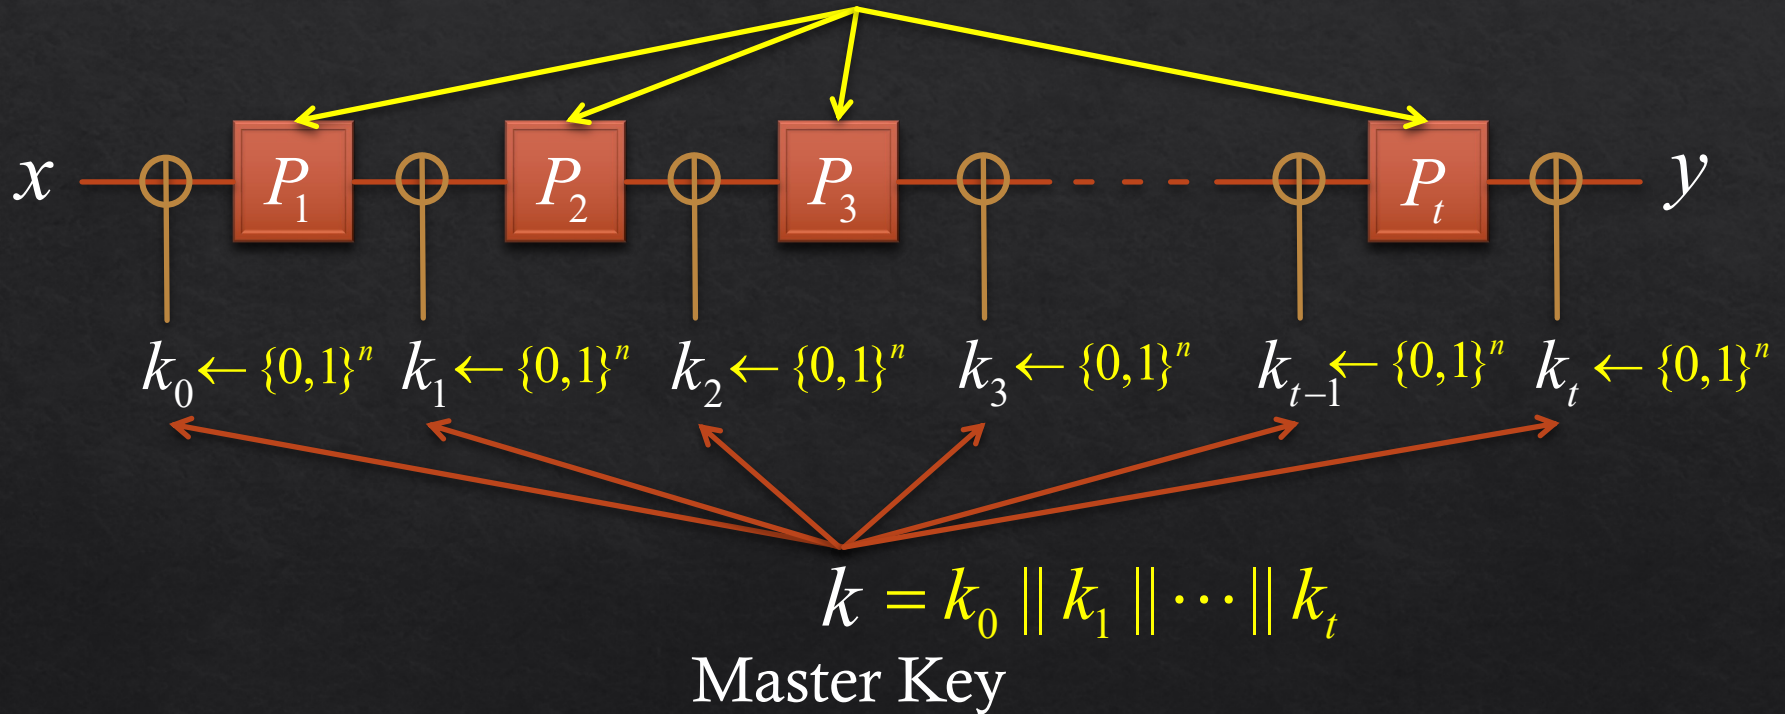 x P₁ P₂ P₃ Pₜ y
k₀ ← {0,1}ⁿ k₁ ← {0,1}ⁿ k₂ ← {0,1}ⁿ k₃ ← {0,1}ⁿ kₜ₋₁ ← {0,1}ⁿ kₜ ← {0,1}ⁿ
k = k₀ || k₁ || ⋯ || kₜ
Master Key